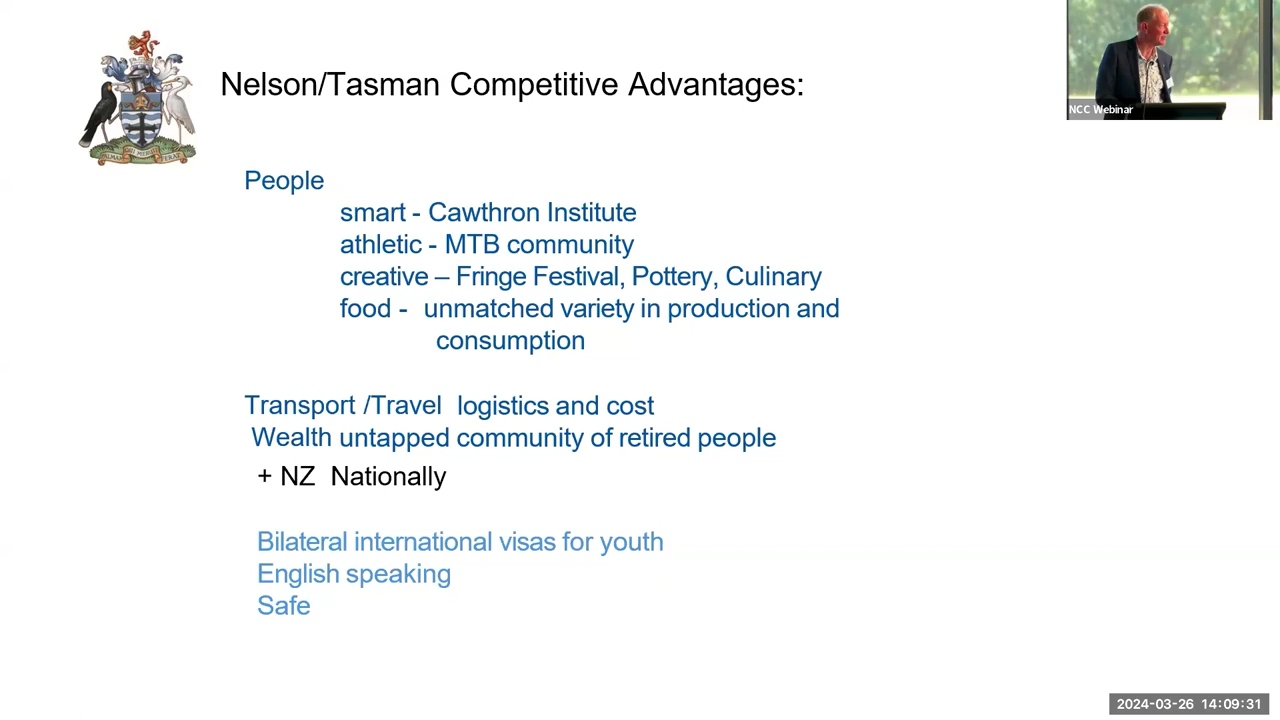 Nelson/Tasman Competitive Advantages:
NCC Webinar
People
smart - Cawthron Institute
athletic - MTB community
creative – Fringe Festival, Pottery, Culinary
food - unmatched variety in production and
consumption
Transport /Travel logistics and cost
Wealth untapped community of retired people
+ NZ Nationally
Bilateral international visas for youth
English speaking
Safe
2024-03-26 14:09:31